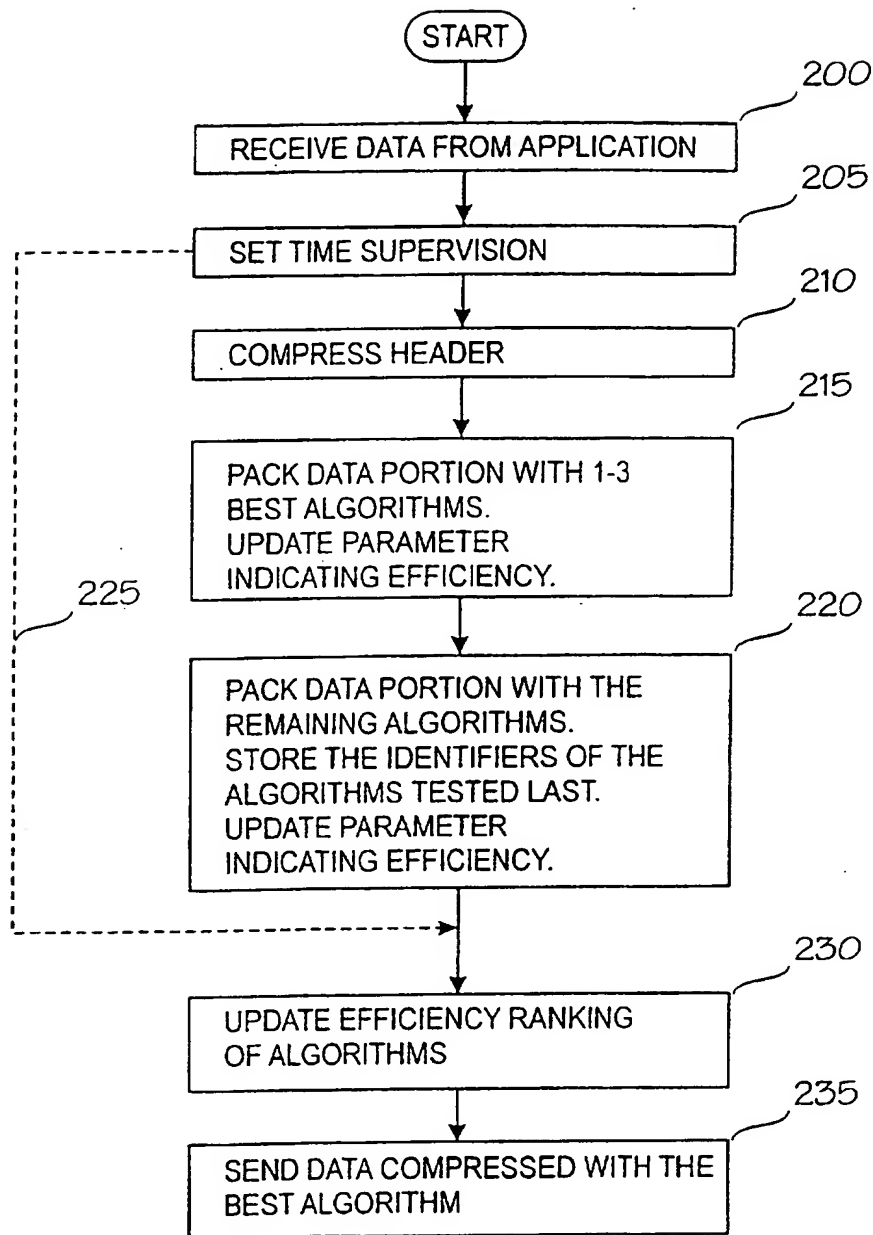 START
200
RECEIVE DATA FROM APPLICATION
205
SET TIME SUPERVISION
210
COMPRESS HEADER
215
PACK DATA PORTION WITH 1-3
BEST ALGORITHMS.
UPDATE PARAMETER
INDICATING EFFICIENCY.
225
220
PACK DATA PORTION WITH THE
REMAINING ALGORITHMS.
STORE THE IDENTIFIERS OF THE
ALGORITHMS TESTED LAST.
UPDATE PARAMETER
INDICATING EFFICIENCY.
230
UPDATE EFFICIENCY RANKING
OF ALGORITHMS
235
SEND DATA COMPRESSED WITH THE
BEST ALGORITHM